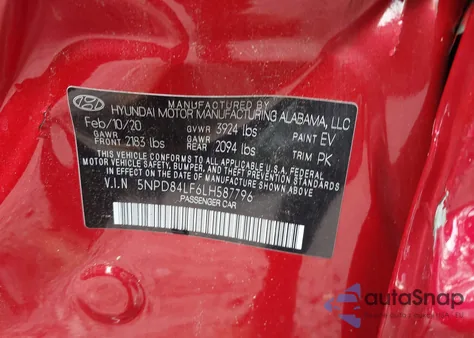 MANUFACTURED BY
HYUNDAI MOTOR MANUFACTURING ALABAMA, LLC
Feb/10/20 GVWR 3924 lbs PAINT EV
GAWR FRONT 2183 lbs GAWR REAR 2094 lbs TRIM PK
THIS VEHICLE CONFORMS TO ALL APPLICABLE U.S. FEDERAL
MOTOR VEHICLE SAFETY, BUMPER, AND THEFT PREVENTION STANDARDS
IN EFFECT ON THE DATE OF MANUFACTURE SHOWN ABOVE.
V.I.N 5NPD84LF6LH587796
PASSENGER CAR
autoSnap